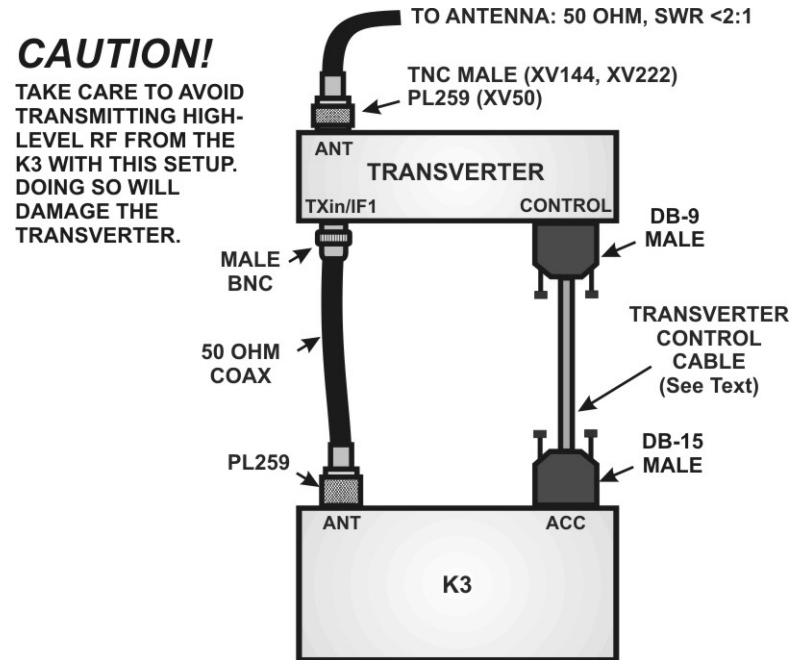 TO ANTENNA: 50 OHM, SWR <2:1
CAUTION!
TAKE CARE TO AVOID
TRANSMITTING HIGH-
LEVEL RF FROM THE
K3 WITH THIS SETUP.
DOING SO WILL
DAMAGE THE
TRANSVERTER.
TNC MALE (XV144, XV222)
PL259 (XV50)
ANT
TRANSVERTER
TXin/IF1
CONTROL
DB-9
MALE
MALE
BNC
TRANSVERTER
CONTROL
CABLE
(See Text)
50 OHM
COAX
DB-15
MALE
PL259
ANT
ACC
K3